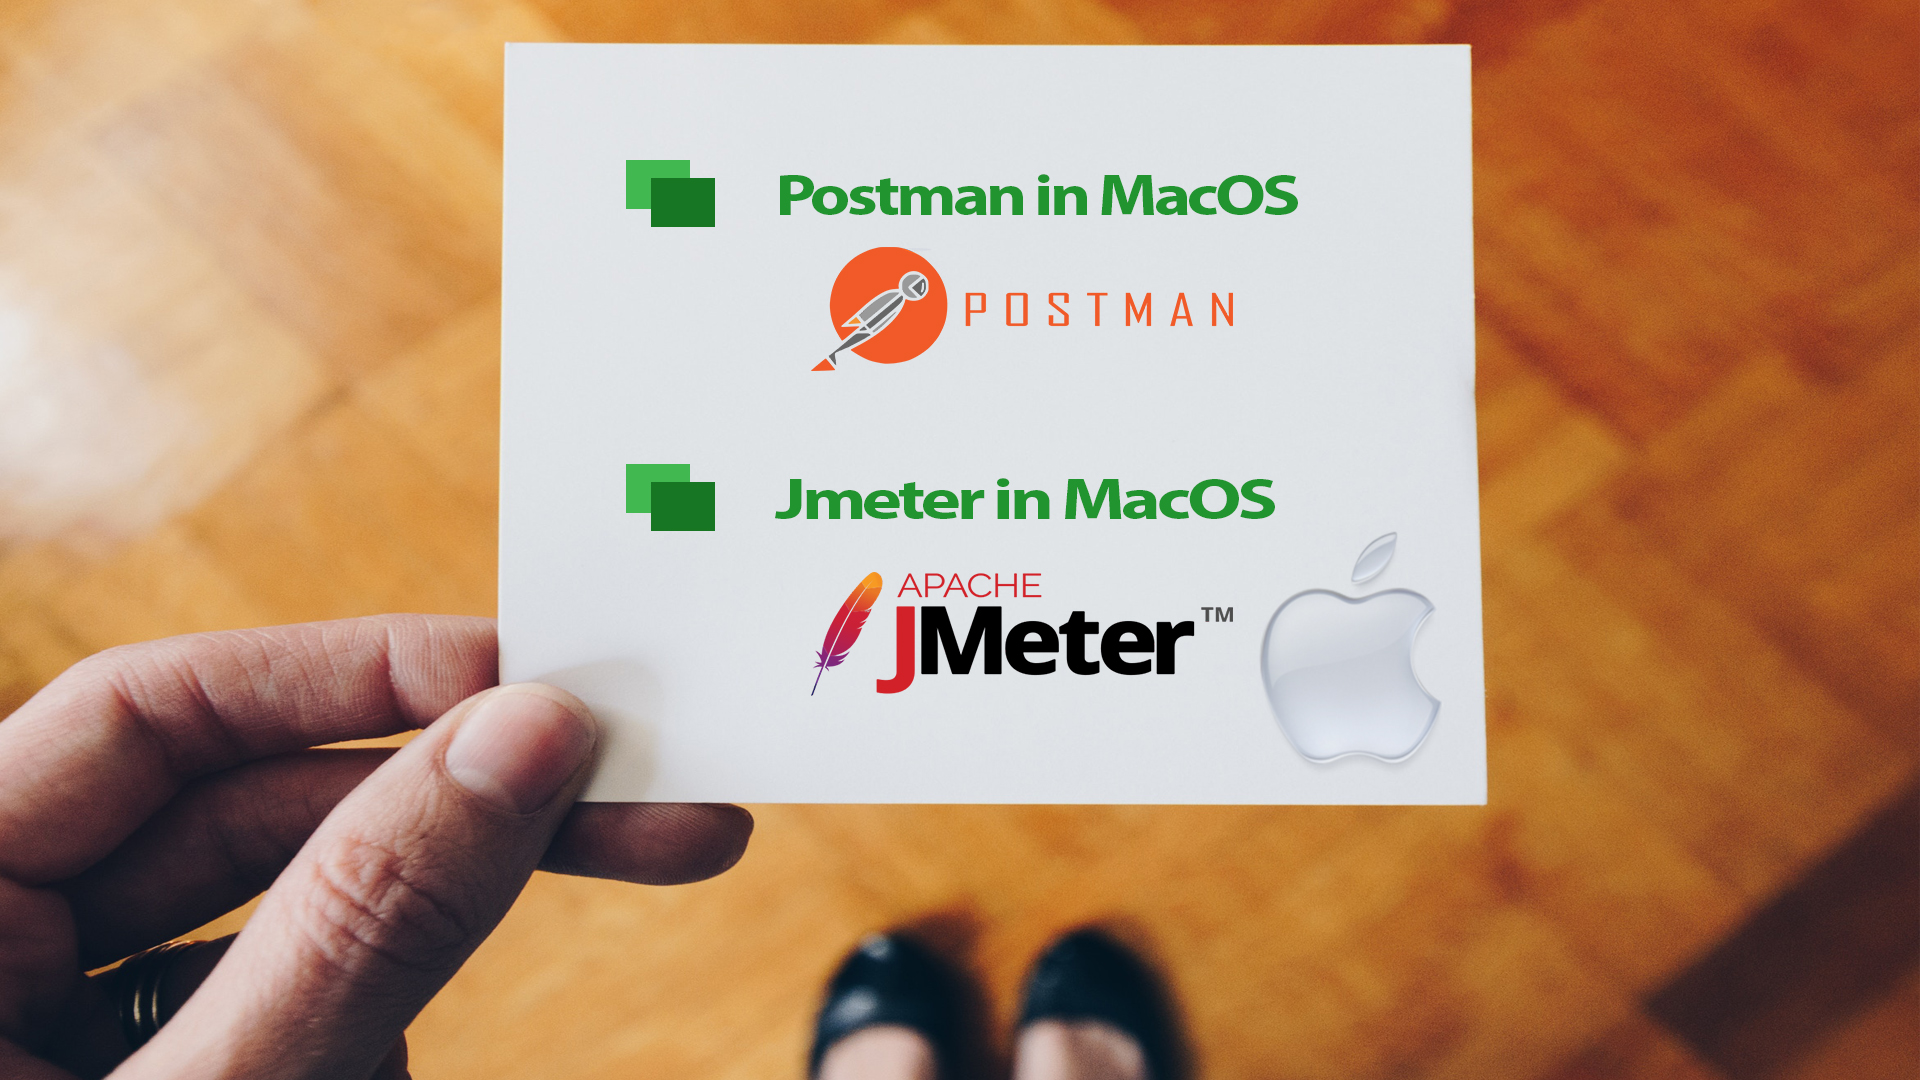 Postman in MacOS
POSTMAN
Jmeter in MacOS
APACHE
JMeter™